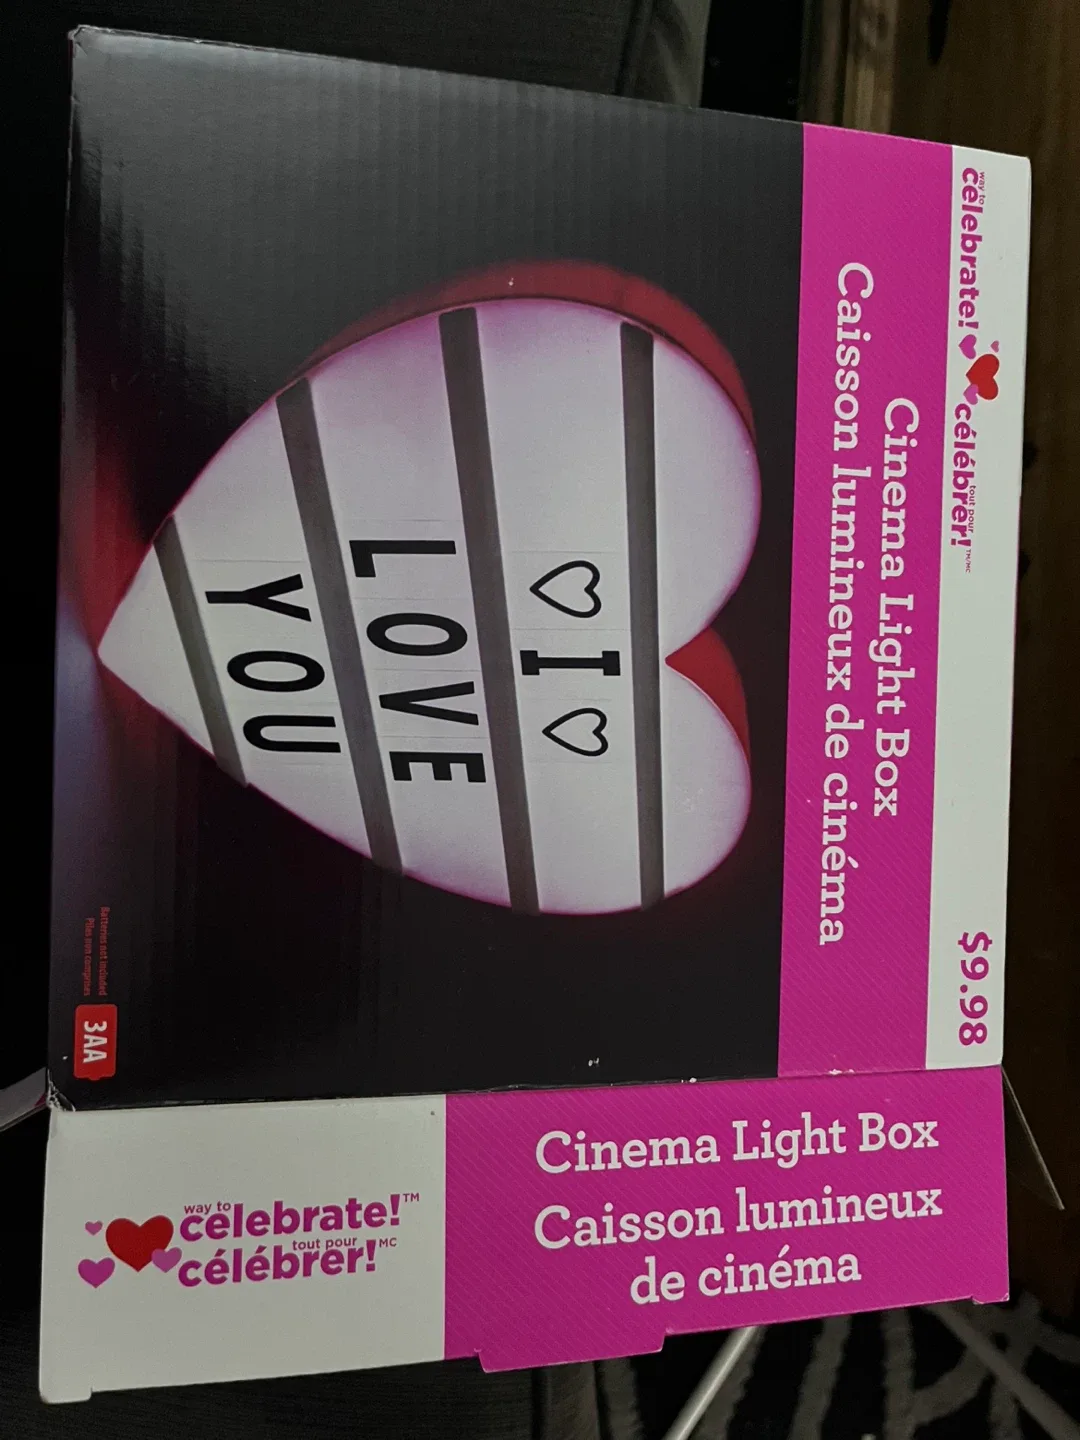 way to
celebrate!
tout pour
célébrer! TM/MC
$9.98
Cinema Light Box
Caisson lumineux de cinéma
♡ I ♡
LOVE
YOU
Batteries not included
Piles non comprises
3AA
way to
celebrate!™
tout pour
célébrer! MC
Cinema Light Box
Caisson lumineux
de cinéma